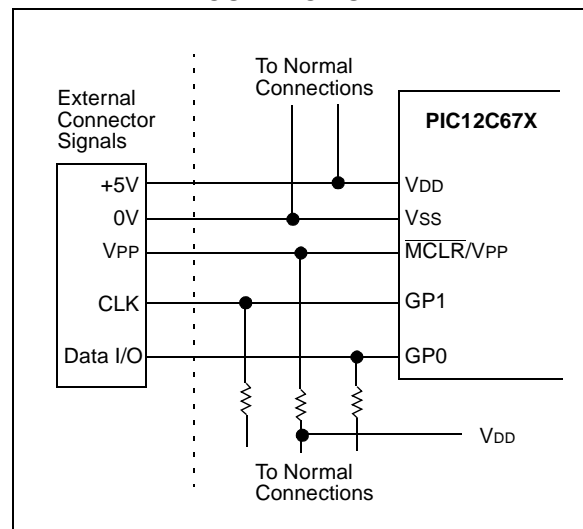 To Normal
Connections
External
Connector
Signals
PIC12C67X
+5V
VDD
0V
VSS
VPP
MCLR/VPP
CLK
GP1
Data I/O
GP0
VDD
To Normal
Connections